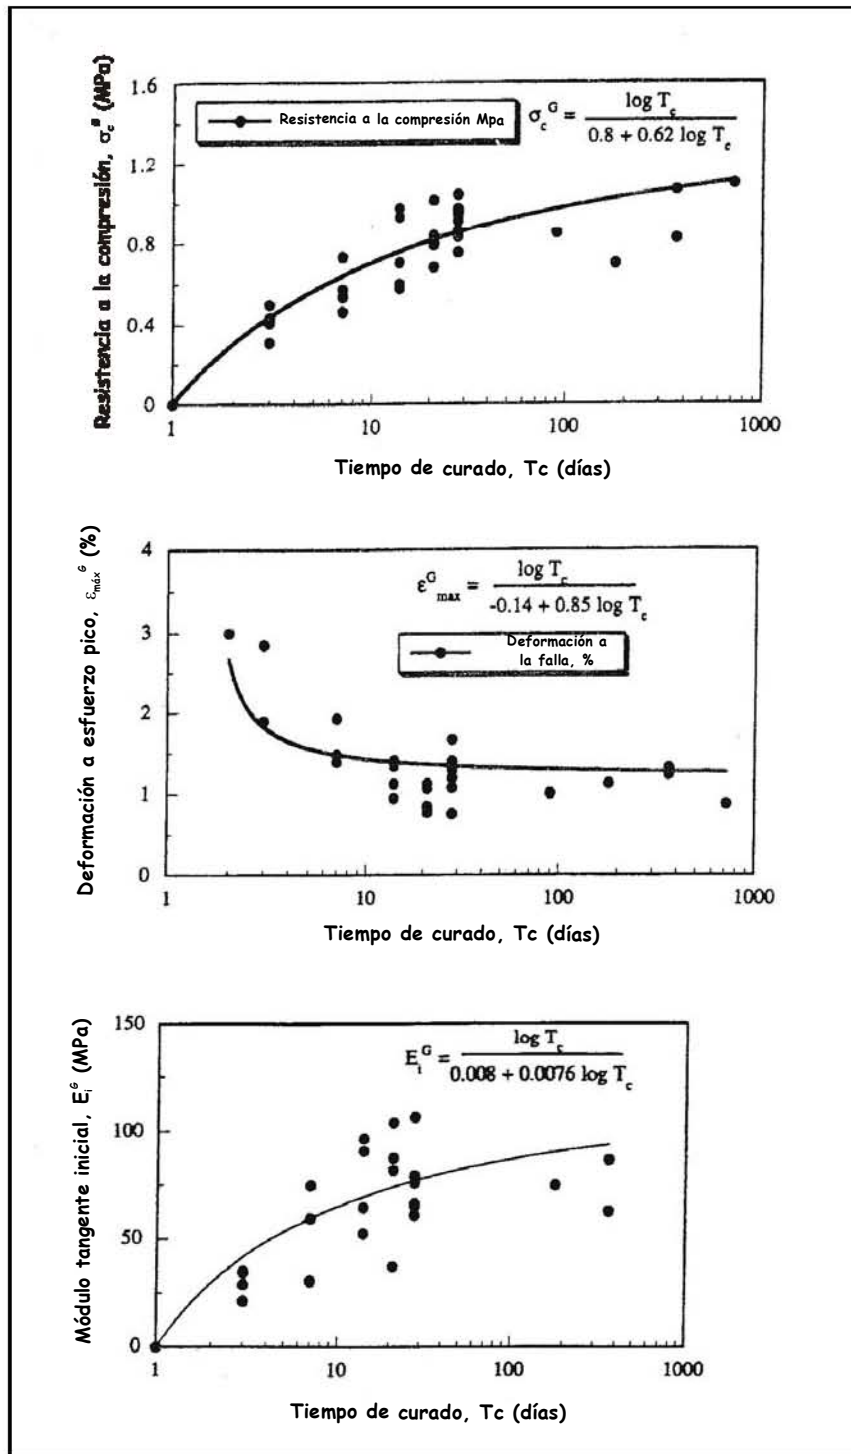 Resistencia a la compresión, σc^G (MPa)
1.6
1.2
0.8
0.4
0
Resistencia a la compresión Mpa
σc^G = log Tc / 0.8 + 0.62 log Tc
1 10 100 1000
Tiempo de curado, Tc (días)
Deformación a esfuerzo pico, εmáx^G (%)
4
3
2
1
0
ε^G max = log Tc / -0.14 + 0.85 log Tc
Deformación a
la falla, %
1 10 100 1000
Tiempo de curado, Tc (días)
Módulo tangente inicial, Ei^G (MPa)
150
100
50
0
Ei^G = log Tc / 0.008 + 0.0076 log Tc
1 10 100 1000
Tiempo de curado, Tc (días)